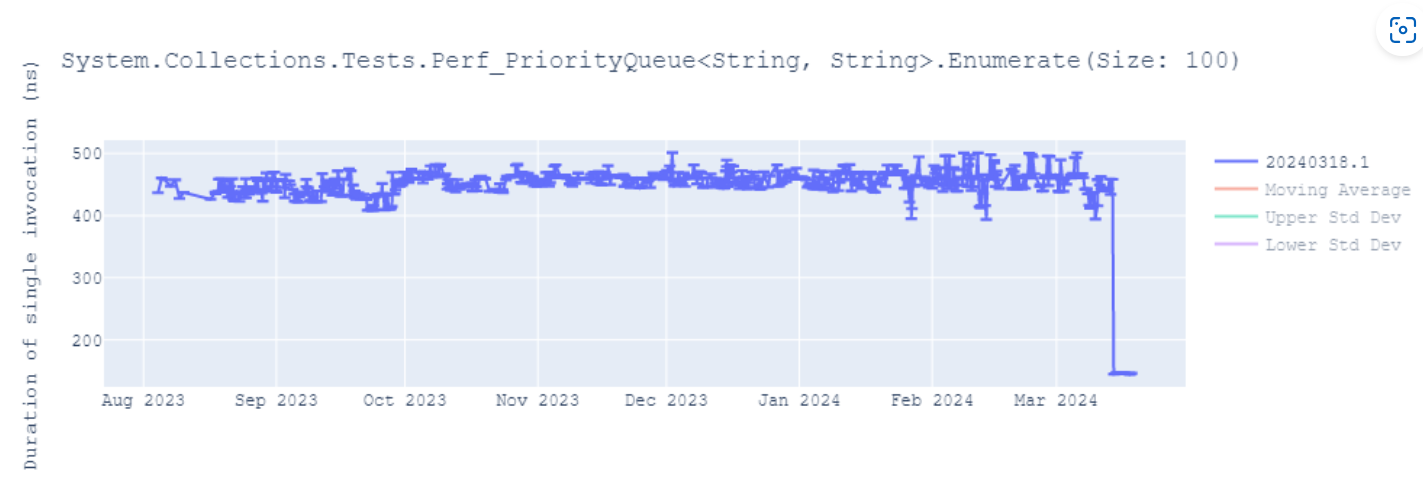 System.Collections.Tests.Perf_PriorityQueue<String, String>.Enumerate(Size: 100)
Duration of single invocation (ns)
500
400
300
200
Aug 2023
Sep 2023
Oct 2023
Nov 2023
Dec 2023
Jan 2024
Feb 2024
Mar 2024
20240318.1
Moving Average
Upper Std Dev
Lower Std Dev